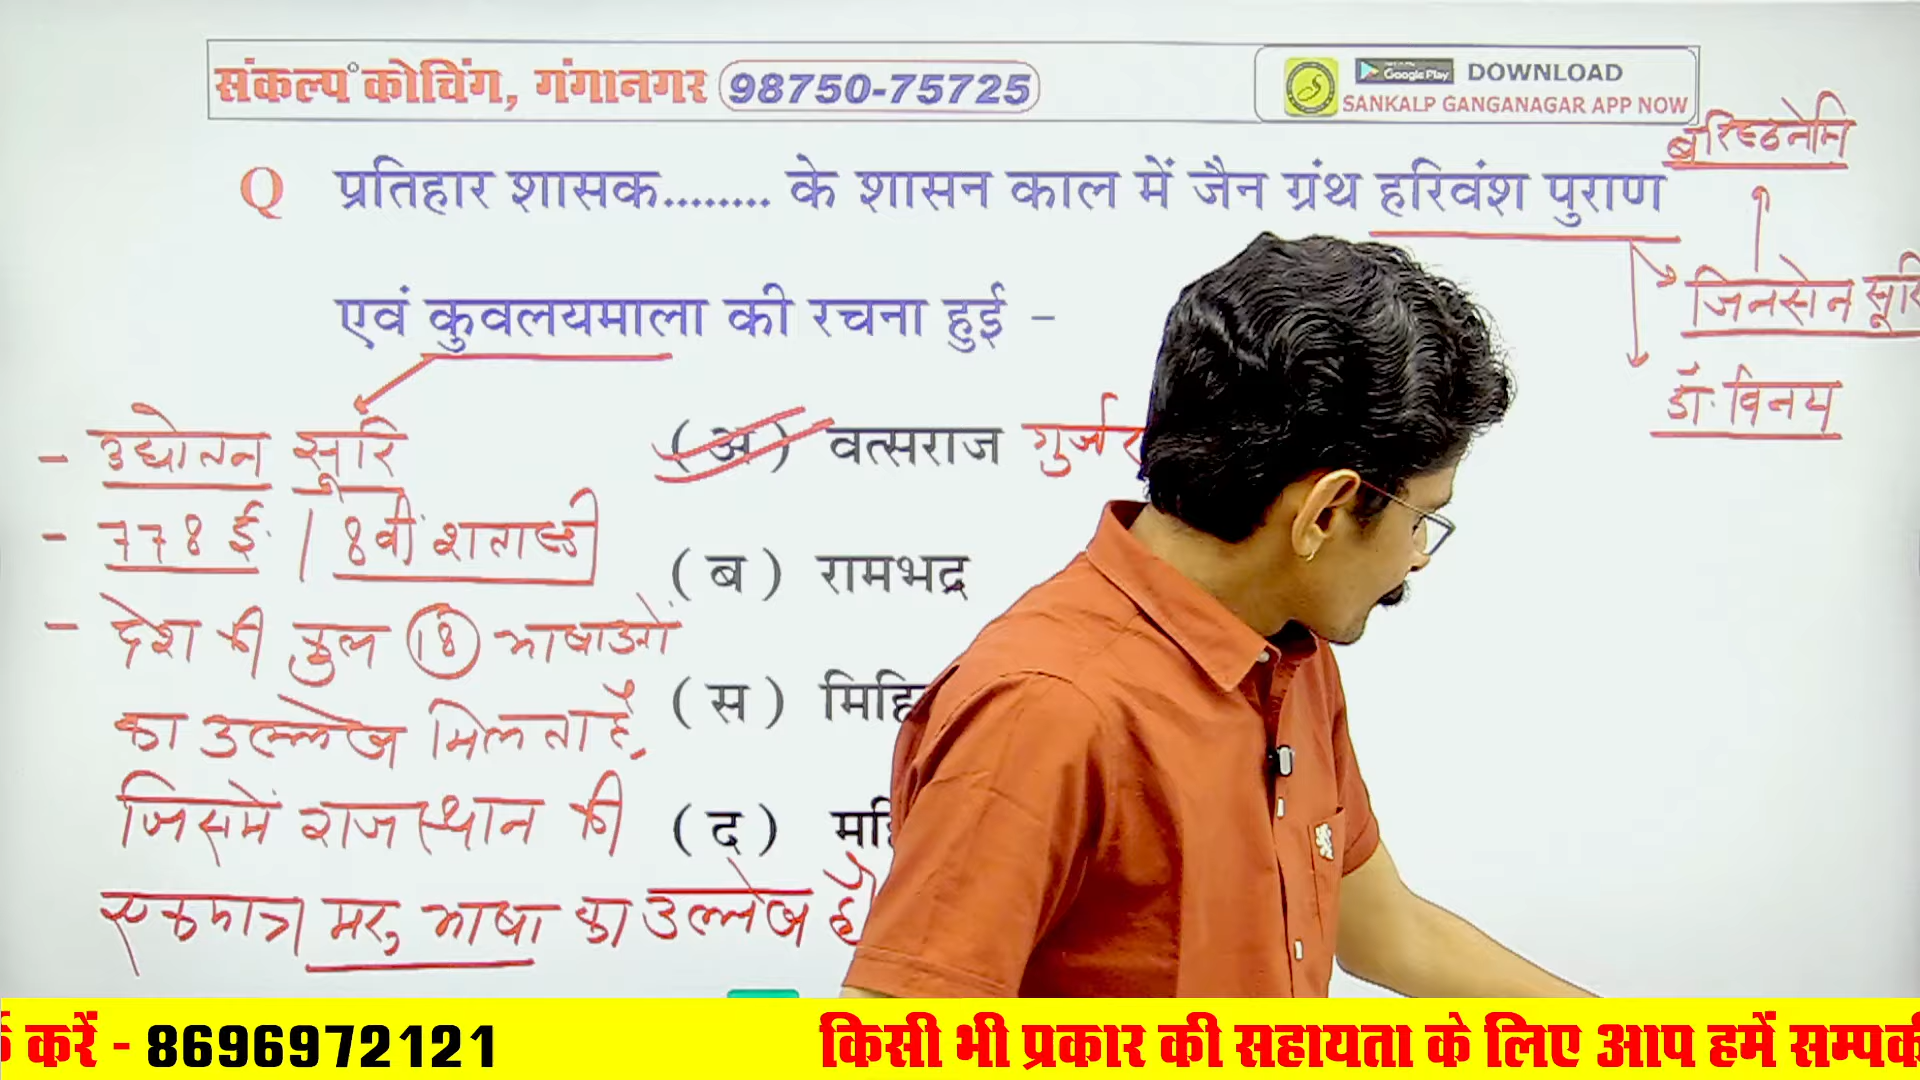 संकल्प® कोचिंग, गंगानगर 98750-75725
Google Play DOWNLOAD
SANKALP GANGANAGAR APP NOW
Q प्रतिहार शासक........ के शासन काल में जैन ग्रंथ हरिवंश पुराण
एवं कुवलयमाला की रचना हुई -
जिनसेन सूरि
डॉ. विनय
(अ) वत्सराज गुर्जर
(ब) रामभद्र
(स) मिहि
(द) महि
- उद्योतन सूरि
- 778 ई. / 8वीं शताब्दी
- देश की कुल 18 भाषाओं
का उल्लेख मिलता है,
जिसमें राजस्थान की
एकमात्र मरु भाषा का उल्लेख है
करें - 8696972121 किसी भी प्रकार की सहायता के लिए आप हमें सम्पर्क